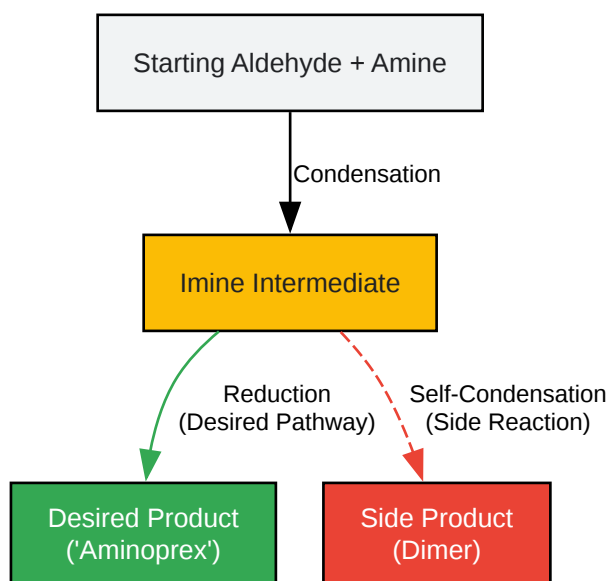 Starting Aldehyde + Amine
Condensation
Imine Intermediate
Reduction
(Desired Pathway)
Self-Condensation
(Side Reaction)
Desired Product
('Aminoprex')
Side Product
(Dimer)